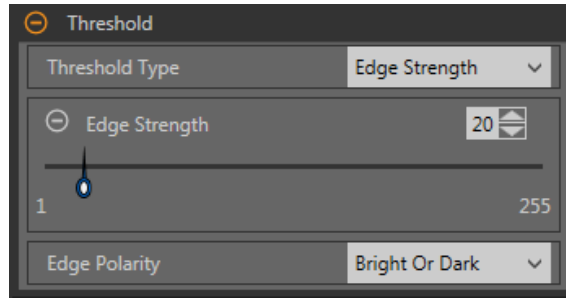 Threshold
Threshold Type Edge Strength
Edge Strength 20
1 255
Edge Polarity Bright Or Dark